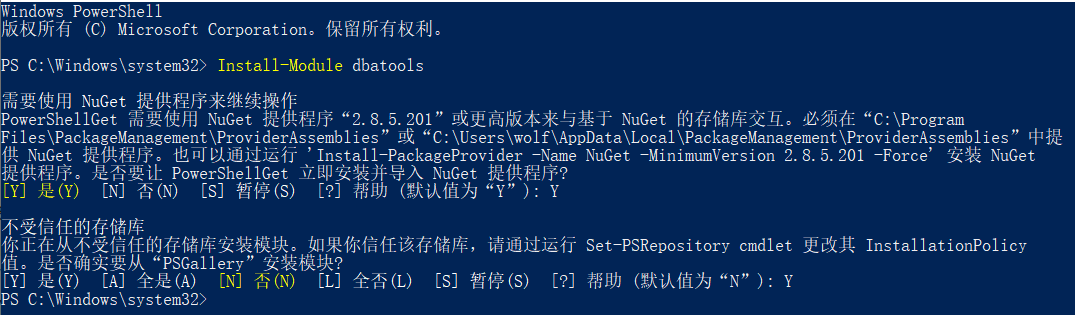 Windows PowerShell
版权所有 (C) Microsoft Corporation。保留所有权利。
PS C:\Windows\system32> Install-Module dbatools
需要使用 NuGet 提供程序来继续操作
PowerShellGet 需要使用 NuGet 提供程序“2.8.5.201”或更高版本来与基于 NuGet 的存储库交互。必须在“C:\Program
Files\PackageManagement\ProviderAssemblies”或“C:\Users\wolf\AppData\Local\PackageManagement\ProviderAssemblies”中提
供 NuGet 提供程序。也可以通过运行 'Install-PackageProvider -Name NuGet -MinimumVersion 2.8.5.201 -Force' 安装 NuGet
提供程序。是否要让 PowerShellGet 立即安装并导入 NuGet 提供程序?
[Y] 是(Y)  [N] 否(N)  [S] 暂停(S)  [?] 帮助 (默认值为“Y”): Y
不受信任的存储库
你正在从不受信任的存储库安装模块。如果你信任该存储库，请通过运行 Set-PSRepository cmdlet 更改其 InstallationPolicy
值。是否确实要从“PSGallery”安装模块?
[Y] 是(Y)  [A] 全是(A)  [N] 否(N)  [L] 全否(L)  [S] 暂停(S)  [?] 帮助 (默认值为“N”): Y
PS C:\Windows\system32>